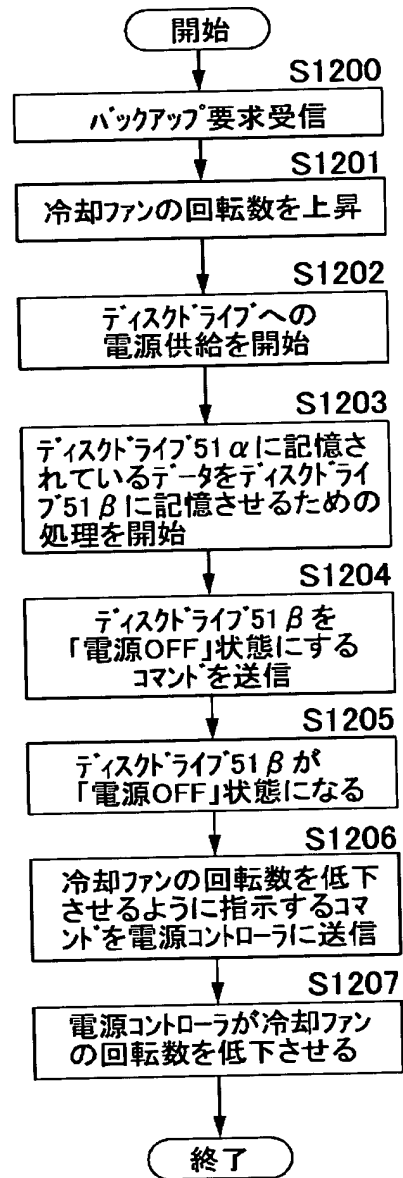 開始
S1200
バックアップ要求受信
S1201
冷却ファンの回転数を上昇
S1202
ディスクドライブへの
電源供給を開始
S1203
ディスクドライブ51αに記憶さ
れているデータをディスクドライ
ブ51βに記憶させるための
処理を開始
S1204
ディスクドライブ51βを
「電源OFF」状態にする
コマンドを送信
S1205
ディスクドライブ51βが
「電源OFF」状態になる
S1206
冷却ファンの回転数を低下
させるように指示するコマ
ンドを電源コントローラに送信
S1207
電源コントローラが冷却ファン
の回転数を低下させる
終了